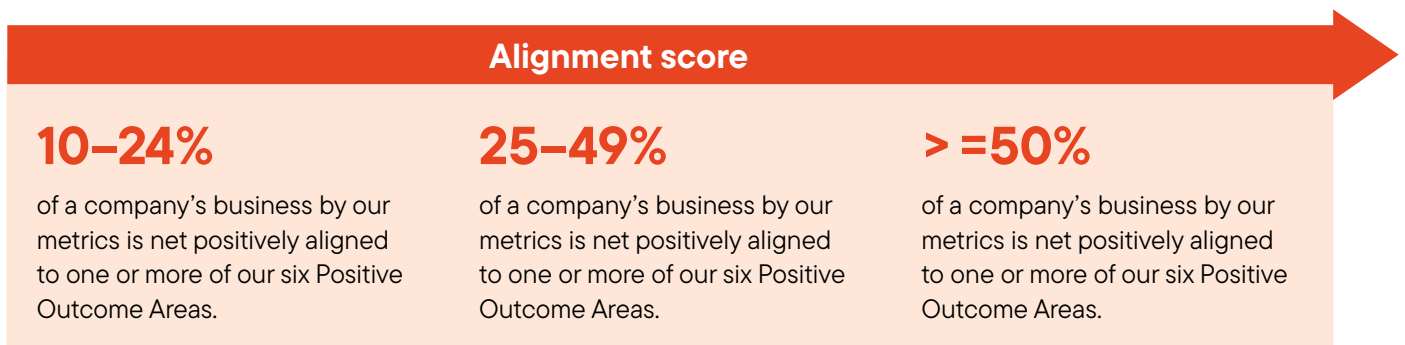 Alignment score
10–24%
of a company’s business by our
metrics is net positively aligned
to one or more of our six Positive
Outcome Areas.
25–49%
of a company’s business by our
metrics is net positively aligned
to one or more of our six Positive
Outcome Areas.
> =50%
of a company’s business by our
metrics is net positively aligned
to one or more of our six Positive
Outcome Areas.